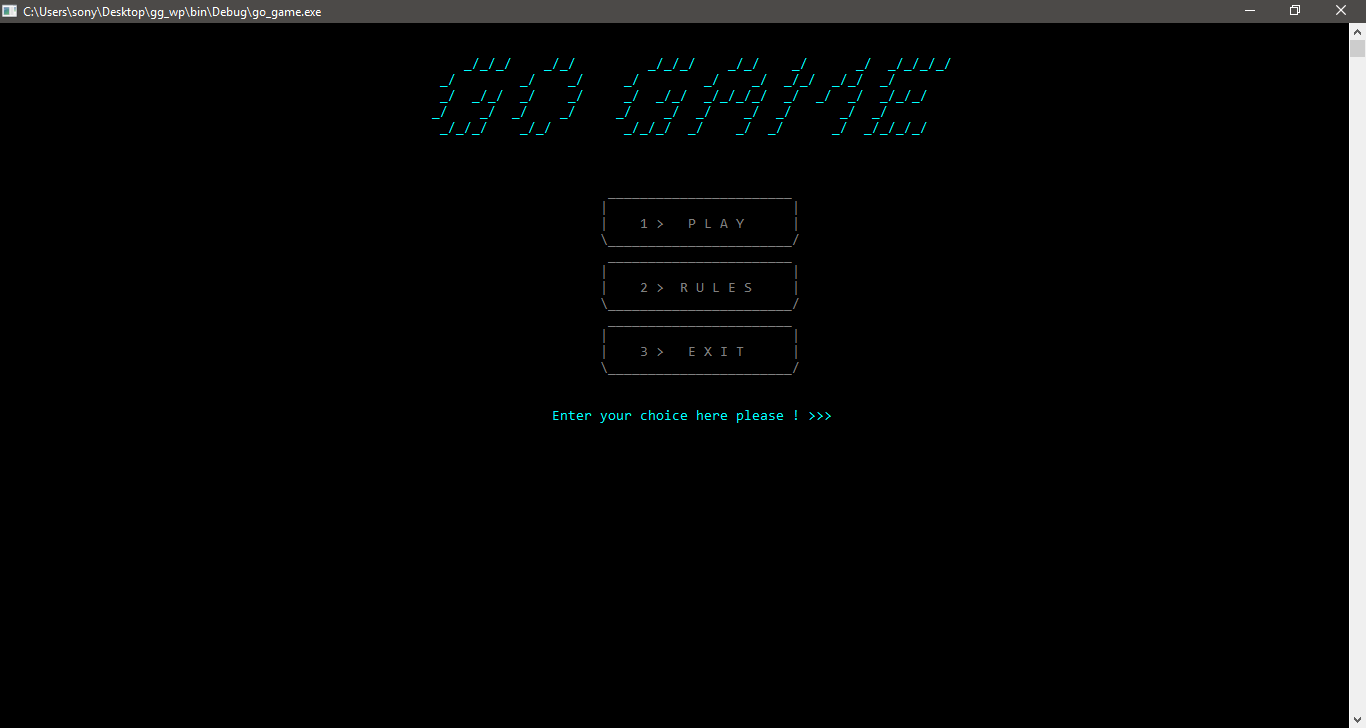 C:\Users\sony\Desktop\gg_wp\bin\Debug\go_game.exe
GO GAME
1 > P L A Y
2 > R U L E S
3 > E X I T
Enter your choice here please ! >>>